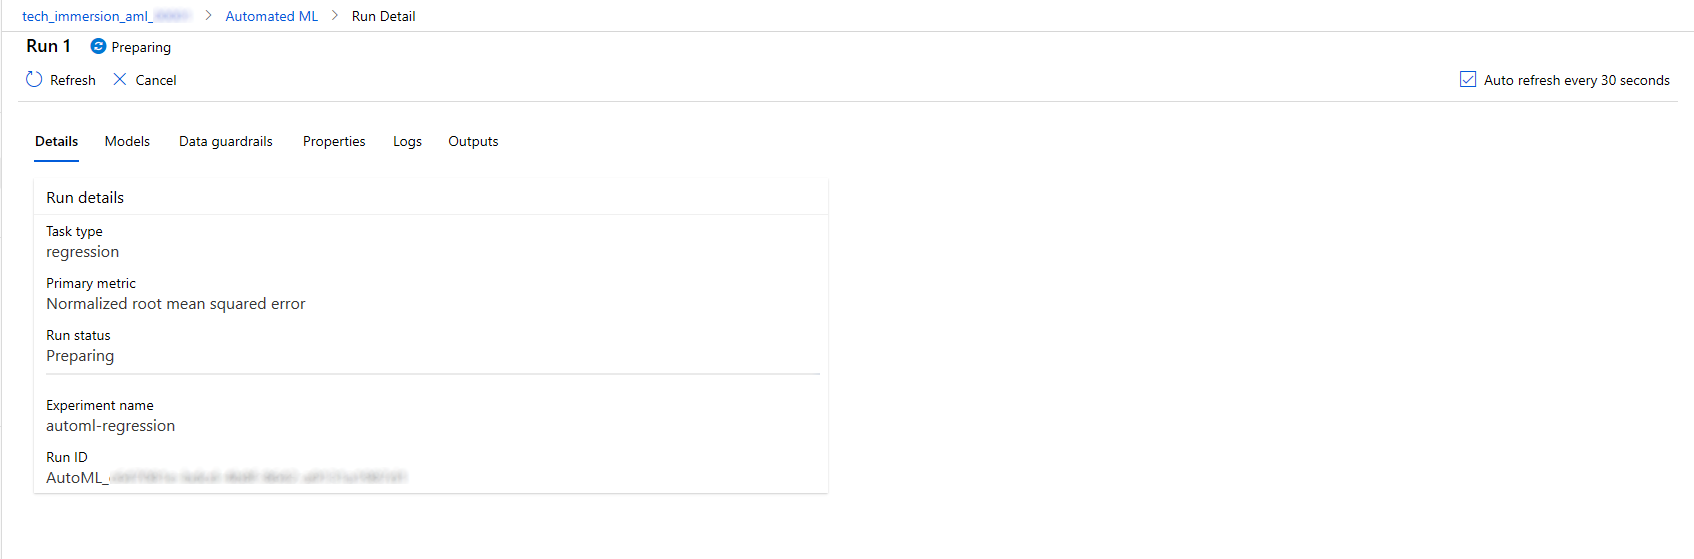 tech_immersion_aml_ > Automated ML > Run Detail
Run 1 Preparing
Refresh Cancel Auto refresh every 30 seconds
Details Models Data guardrails Properties Logs Outputs
Run details
Task type
regression
Primary metric
Normalized root mean squared error
Run status
Preparing
Experiment name
automl-regression
Run ID
AutoML_